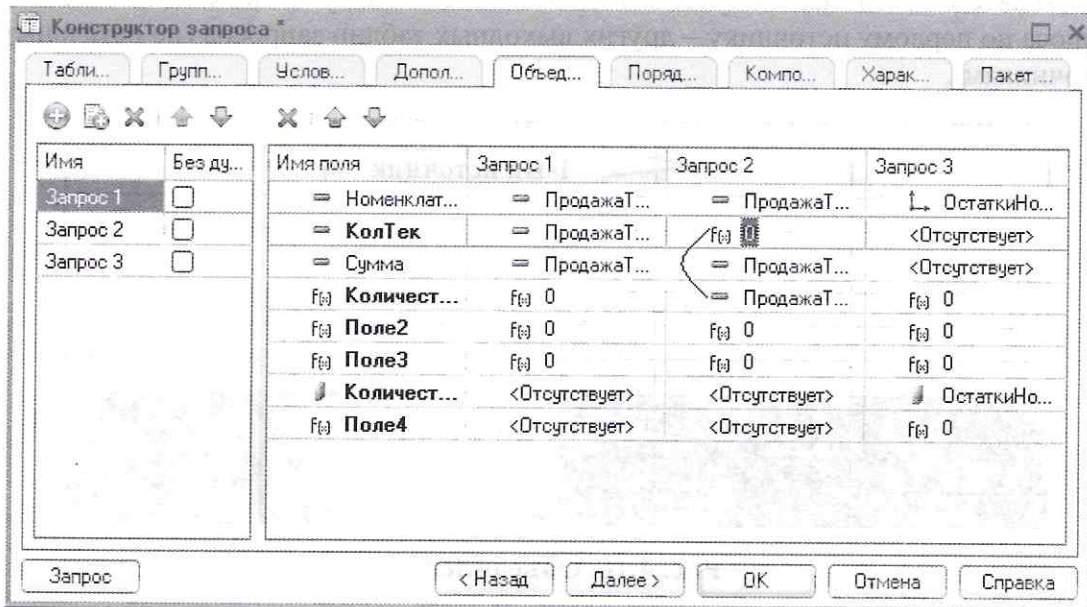 Конструктор запроса *
Табли... Групп... Услов... Допол... Объед... Поряд... Компо... Харак... Пакет
Имя Без ду...
Запрос 1
Запрос 2
Запрос 3
Имя поля Запрос 1 Запрос 2 Запрос 3
Номенклат... ПродажаТ... ПродажаТ... ОстаткиНо...
КолТек ПродажаТ... 0 <Отсутствует>
Сумма ПродажаТ... ПродажаТ... <Отсутствует>
Количест... 0 ПродажаТ... 0
Поле2 0 0 0
Поле3 0 0 0
Количест... <Отсутствует> <Отсутствует> ОстаткиНо...
Поле4 <Отсутствует> <Отсутствует> 0
Запрос < Назад Далее > OK Отмена Справка